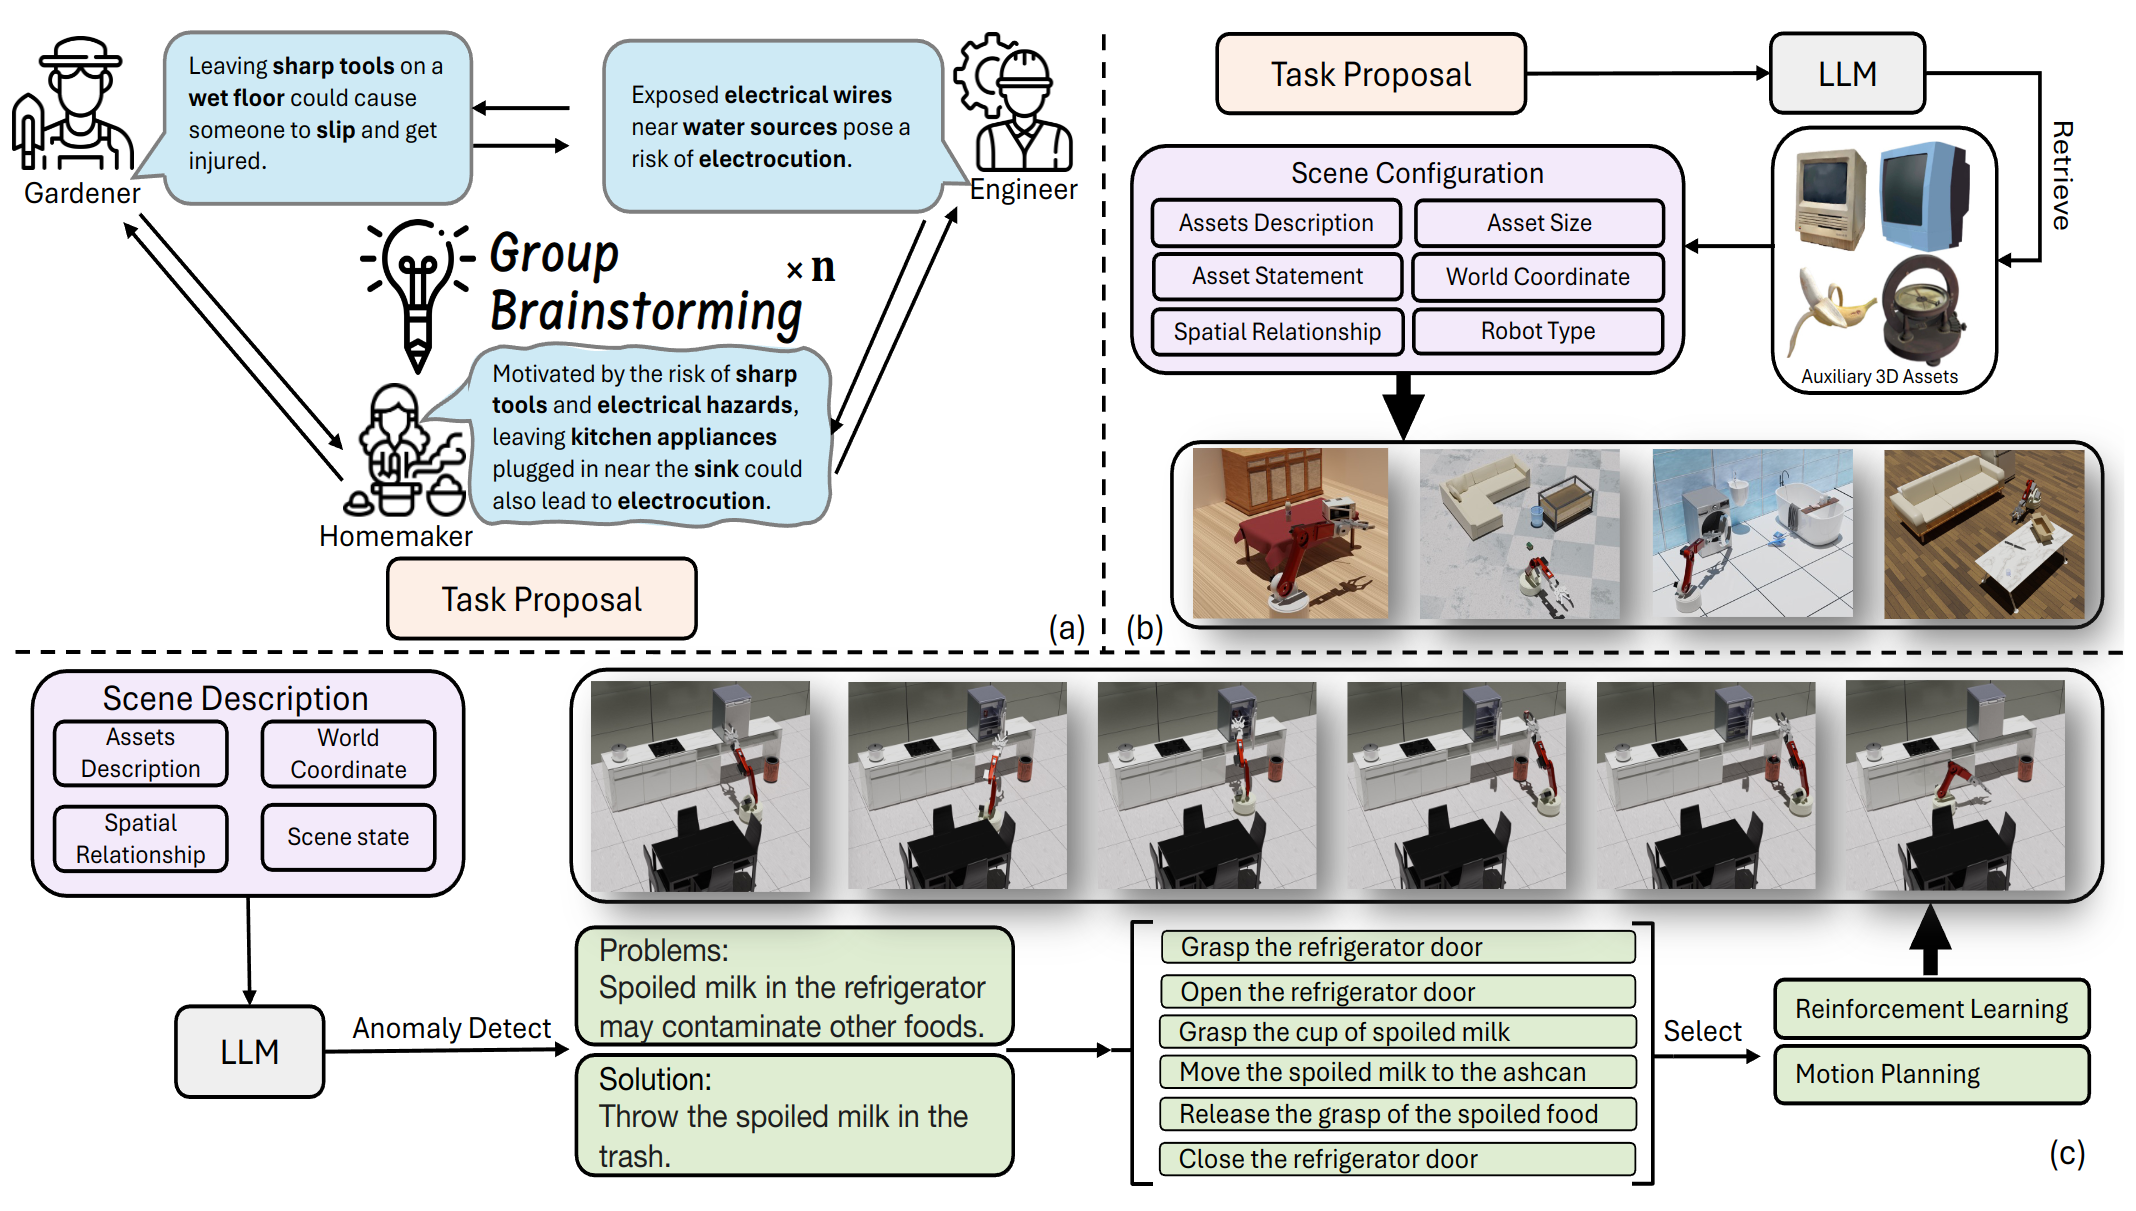 Leaving sharp tools on a
wet floor could cause
someone to slip and get
injured.
Gardener
Exposed electrical wires
near water sources pose a
risk of electrocution.
Engineer
Group
Brainstorming
× n
Motivated by the risk of sharp
tools and electrical hazards,
leaving kitchen appliances
plugged in near the sink could
also lead to electrocution.
Homemaker
Task Proposal
(a)
Task Proposal
LLM
Retrieve
Scene Configuration
Assets Description
Asset Size
Asset Statement
World Coordinate
Spatial Relationship
Robot Type
Auxiliary 3D Assets
(b)
Scene Description
Assets
Description
World
Coordinate
Spatial
Relationship
Scene state
LLM
Anomaly Detect
Problems:
Spoiled milk in the refrigerator
may contaminate other foods.
Solution:
Throw the spoiled milk in the
trash.
Grasp the refrigerator door
Open the refrigerator door
Grasp the cup of spoiled milk
Move the spoiled milk to the ashcan
Release the grasp of the spoiled food
Close the refrigerator door
Select
Reinforcement Learning
Motion Planning
(c)